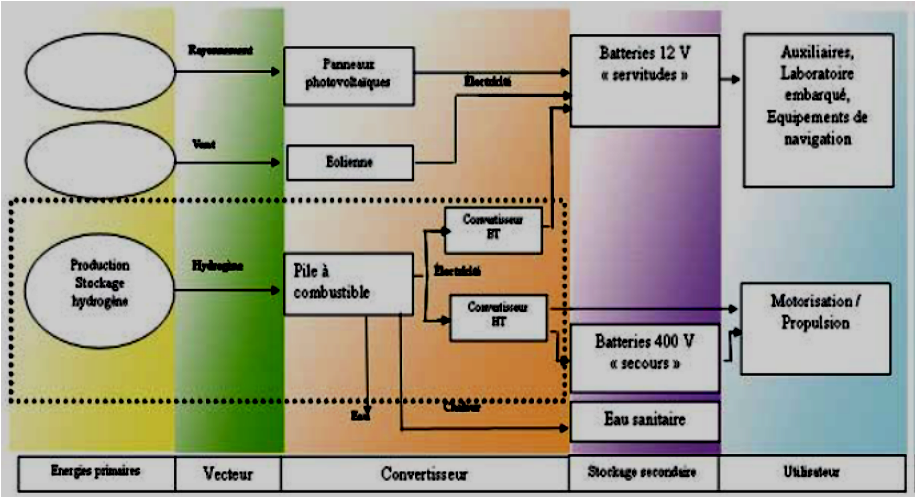 Rayonnement
Panneaux
photovoltaïques
Électricité
Batteries 12 V
« servitudes »
Auxiliaires,
Laboratoire
embarqué,
Equipements de
navigation
Vent
Eolienne
Convertisseur
BT
Production
Stockage
hydrogène
Hydrogène
Pile à
combustible
Électricité
Convertisseur
HT
Motorisation /
Propulsion
Batteries 400 V
« secours »
Eau
Chaleur
Eau sanitaire
Energies primaires
Vecteur
Convertisseur
Stockage secondaire
Utilisateur